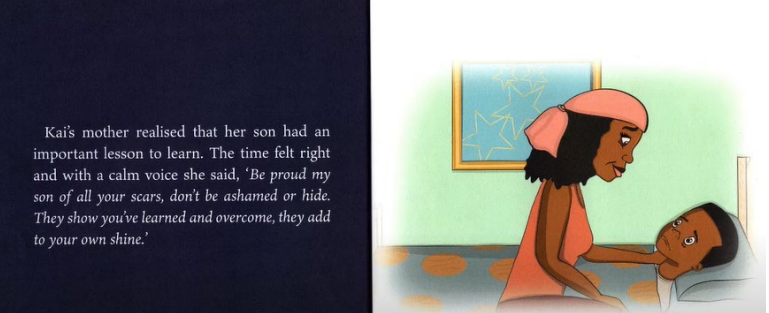 Kai's mother realised that her son had an
important lesson to learn. The time felt right
and with a calm voice she said, ‘Be proud my
son of all your scars, don't be ashamed or hide.
They show you've learned and overcome, they add
to your own shine.’